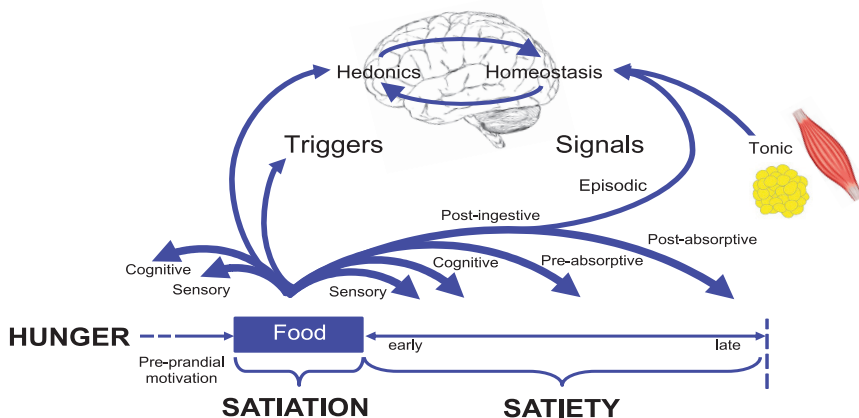 Hedonics
Homeostasis
Triggers
Signals
Tonic
Episodic
Post-ingestive
Post-absorptive
Cognitive
Cognitive
Pre-absorptive
Sensory
Sensory
HUNGER
Food
early
late
Pre-prandial
motivation
SATIATION
SATIETY